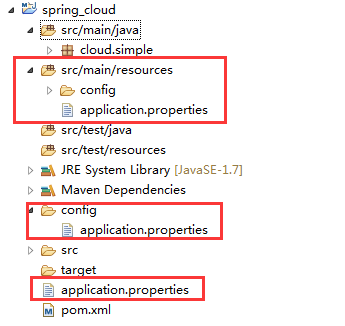 spring_cloud
src/main/java
cloud.simple
src/main/resources
config
application.properties
src/test/java
src/test/resources
JRE System Library [JavaSE-1.7]
Maven Dependencies
config
application.properties
src
target
application.properties
pom.xml